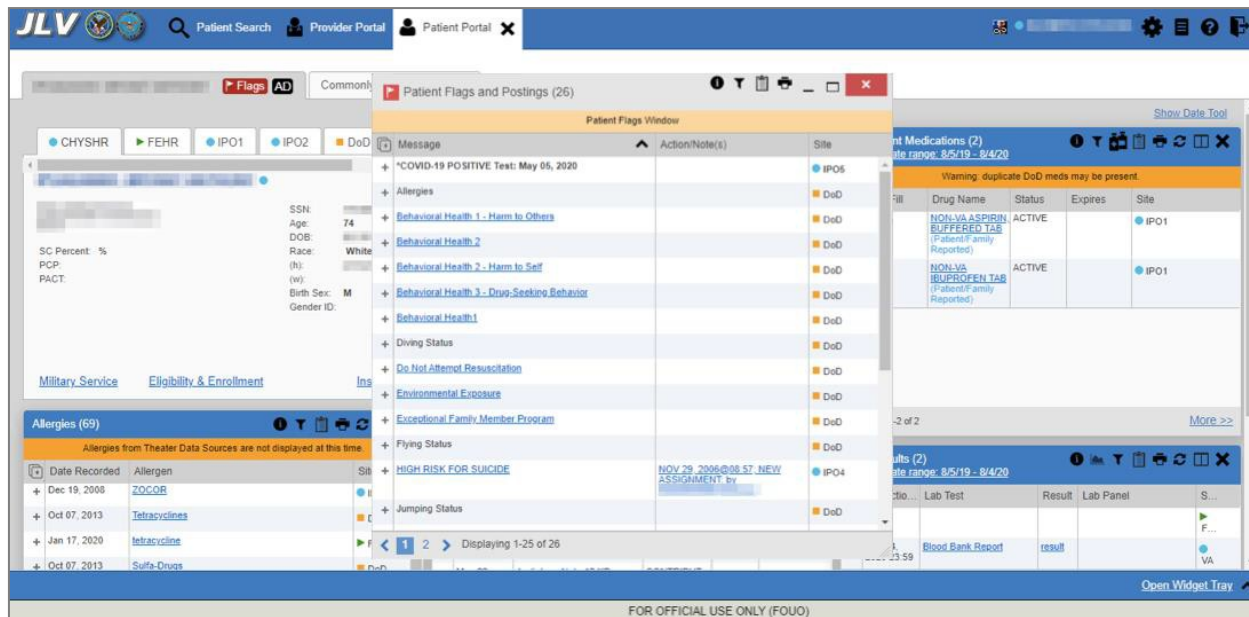 JLV Patient Search Provider Portal Patient Portal
Flags AD Commonl
Show Date Tool
CHYSHR FEHR IPO1 IPO2 DoD
SSN:
Age: 74
DOB:
Race: White
(h):
(w):
Birth Sex: M
Gender ID:
SC Percent: %
PCP:
PACT:
Military Service Eligibility & Enrollment Ins
Allergies (69)
Allergies from Theater Data Sources are not displayed at this time.
Date Recorded Allergen Sit
+ Dec 19, 2008 ZOCOR
+ Oct 07, 2013 Tetracyclines
+ Jan 17, 2020 tetracycline F
+ Oct 07, 2013 Sulfa-Drugs DoD
Patient Flags and Postings (26)
Patient Flags Window
Message Action/Note(s) Site
+ *COVID-19 POSITIVE Test: May 05, 2020 IPO5
+ Allergies DoD
+ Behavioral Health 1 - Harm to Others DoD
+ Behavioral Health 2 DoD
+ Behavioral Health 2 - Harm to Self DoD
+ Behavioral Health 3 - Drug-Seeking Behavior DoD
+ Behavioral Health1 DoD
+ Diving Status DoD
+ Do Not Attempt Resuscitation DoD
+ Environmental Exposure DoD
+ Exceptional Family Member Program DoD
+ Flying Status DoD
+ HIGH RISK FOR SUICIDE NOV 29, 2006@08:57, NEW IPO4
ASSIGNMENT, by
+ Jumping Status DoD
1 2 Displaying 1-25 of 26
nt Medications (2)
ate range: 8/5/19 - 8/4/20
Warning: duplicate DoD meds may be present.
Fill Drug Name Status Expires Site
NON-VA ASPIRIN, ACTIVE IPO1
BUFFERED TAB
(Patient/Family
Reported)
NON-VA ACTIVE IPO1
IBUPROFEN TAB
(Patient/Family
Reported)
-2 of 2 More >>
ults (2)
ate range: 8/5/19 - 8/4/20
ctio... Lab Test Result Lab Panel S...
F...
Blood Bank Report result
VA
Open Widget Tray
FOR OFFICIAL USE ONLY (FOUO)